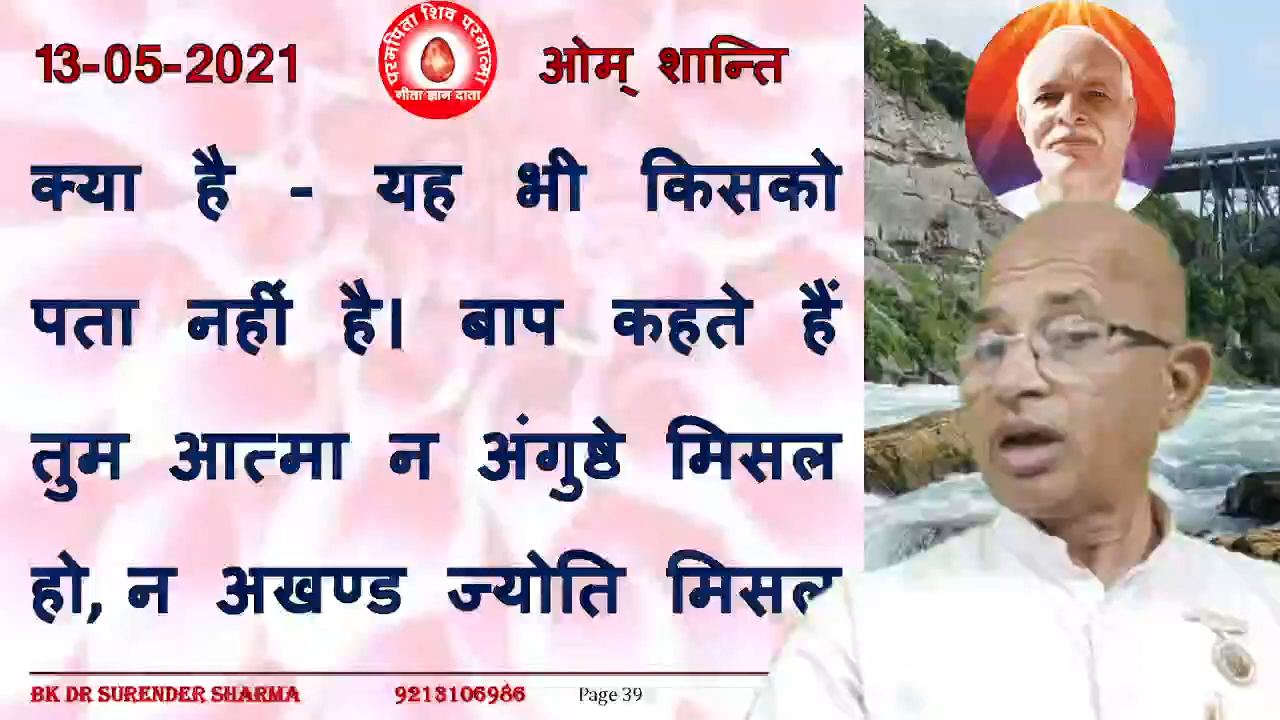 13-05-2021
परमपिता शिव परमात्मा
गीता ज्ञान दाता
ओम् शान्ति
क्या है - यह भी किसको
पता नहीं है। बाप कहते हैं
तुम आत्मा न अंगुष्ठे मिसल
हो, न अखण्ड ज्योति मिसल
BK DR SURENDER SHARMA 9213106986 Page 39